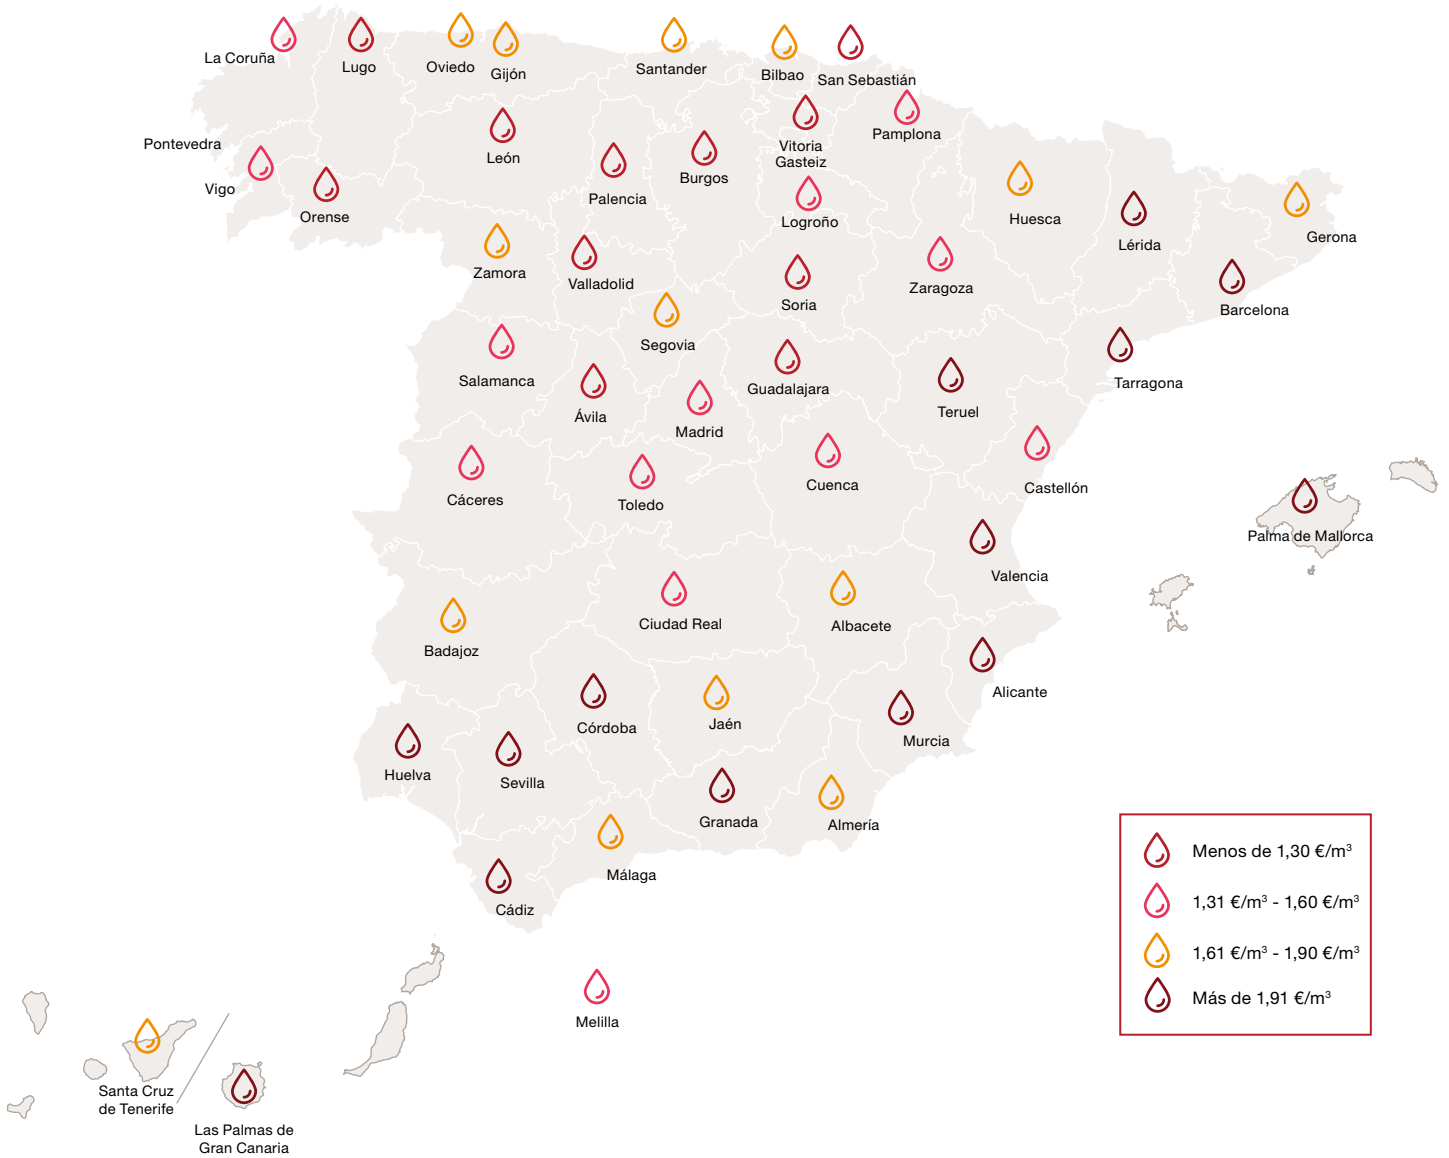 La Coruña
Lugo
Oviedo
Gijón
Santander
Bilbao
San Sebastián
Pontevedra
Vigo
Orense
León
Palencia
Burgos
Vitoria
Gasteiz
Pamplona
Logroño
Huesca
Lérida
Gerona
Zamora
Valladolid
Soria
Zaragoza
Barcelona
Segovia
Salamanca
Ávila
Madrid
Guadalajara
Teruel
Tarragona
Cáceres
Toledo
Cuenca
Castellón
Palma de Mallorca
Valencia
Badajoz
Ciudad Real
Albacete
Alicante
Córdoba
Jaén
Murcia
Huelva
Sevilla
Granada
Almería
Málaga
Cádiz
Melilla
Santa Cruz
de Tenerife
Las Palmas de
Gran Canaria
Menos de 1,30 €/m³
1,31 €/m³ - 1,60 €/m³
1,61 €/m³ - 1,90 €/m³
Más de 1,91 €/m³